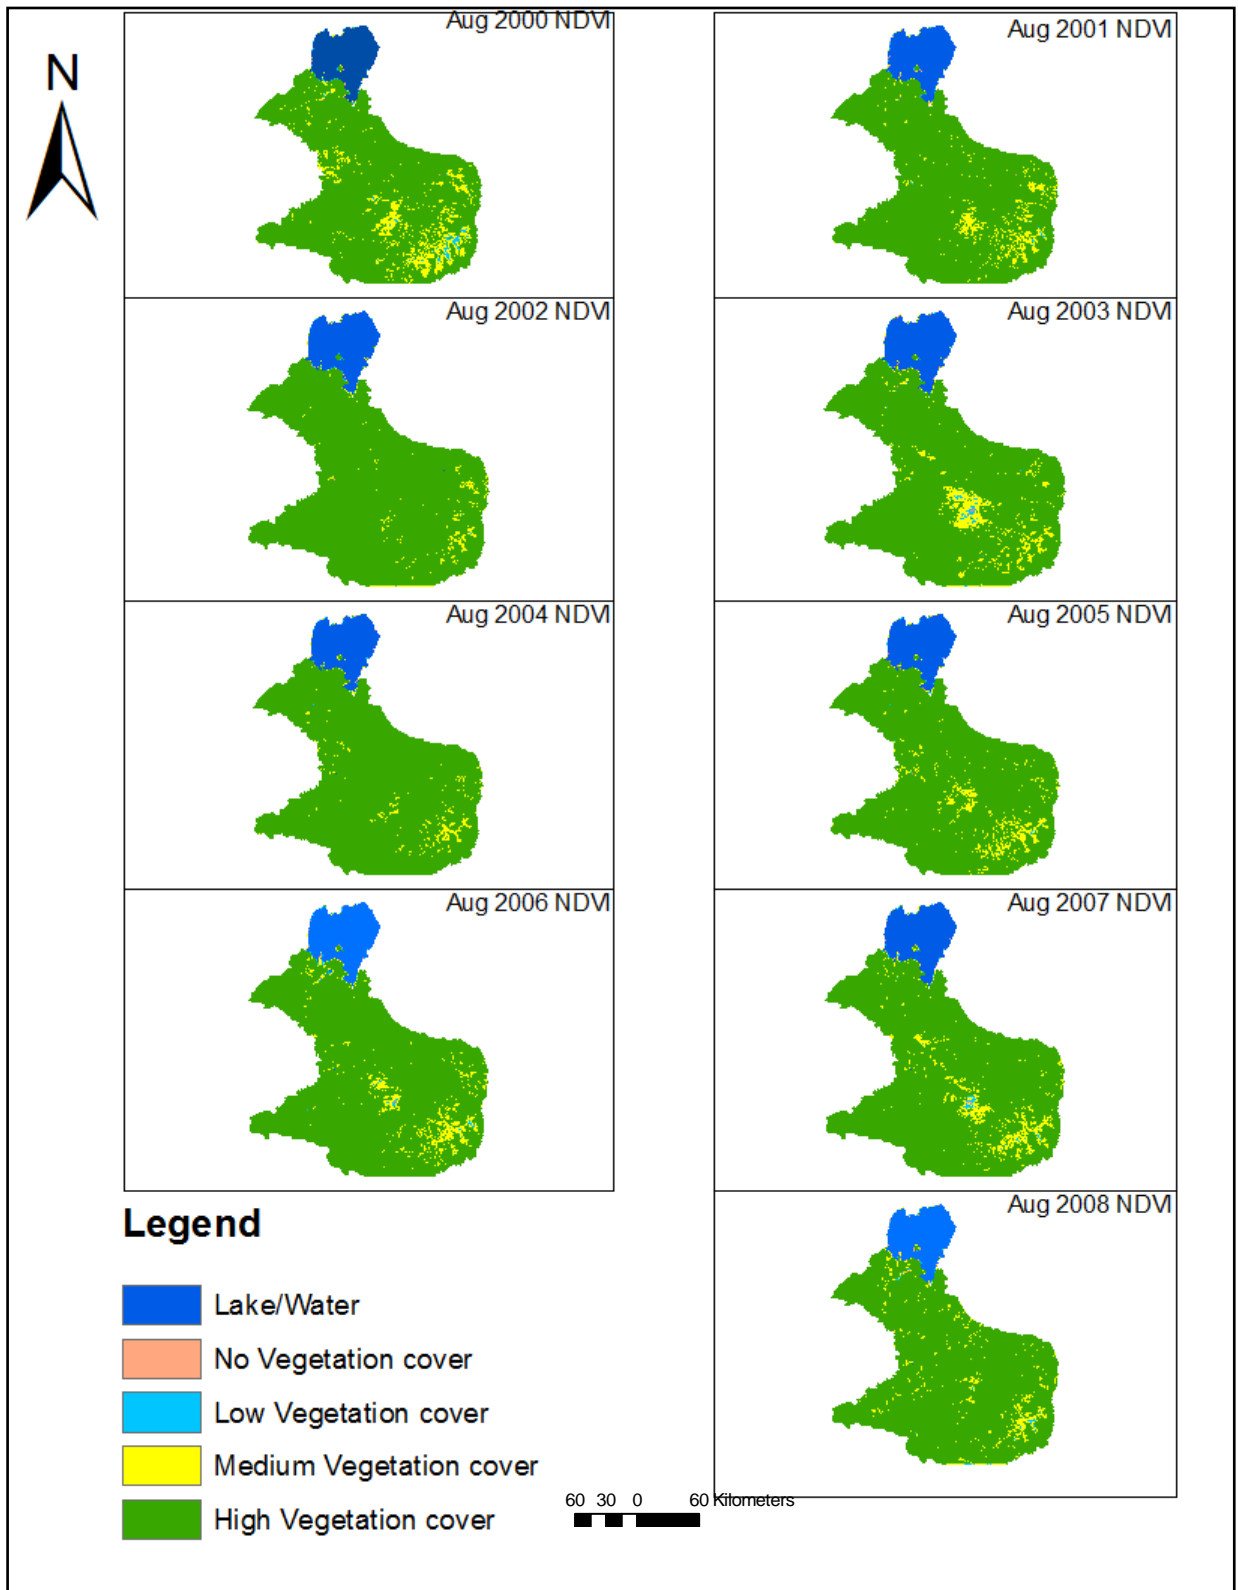 Aug 2000 NDVI
Aug 2001 NDVI
N
Aug 2002 NDVI
Aug 2003 NDVI
Aug 2004 NDVI
Aug 2005 NDVI
Aug 2006 NDVI
Aug 2007 NDVI
Aug 2008 NDVI
Legend
Lake/Water
No Vegetation cover
Low Vegetation cover
Medium Vegetation cover
High Vegetation cover
60 30 0 60 Kilometers